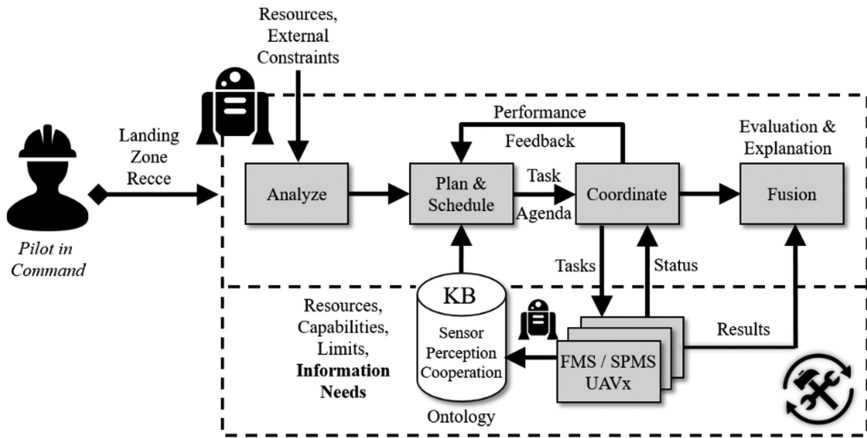 Resources,
External
Constraints
Performance
Feedback
Evaluation &
Explanation
Landing
Zone
Recce
Analyze
Plan &
Schedule
Task
Agenda
Coordinate
Fusion
Pilot in
Command
Tasks
Status
Resources,
Capabilities,
Limits,
Information
Needs
KB
Sensor
Perception
Cooperation
Ontology
FMS / SPMS
UAVx
Results